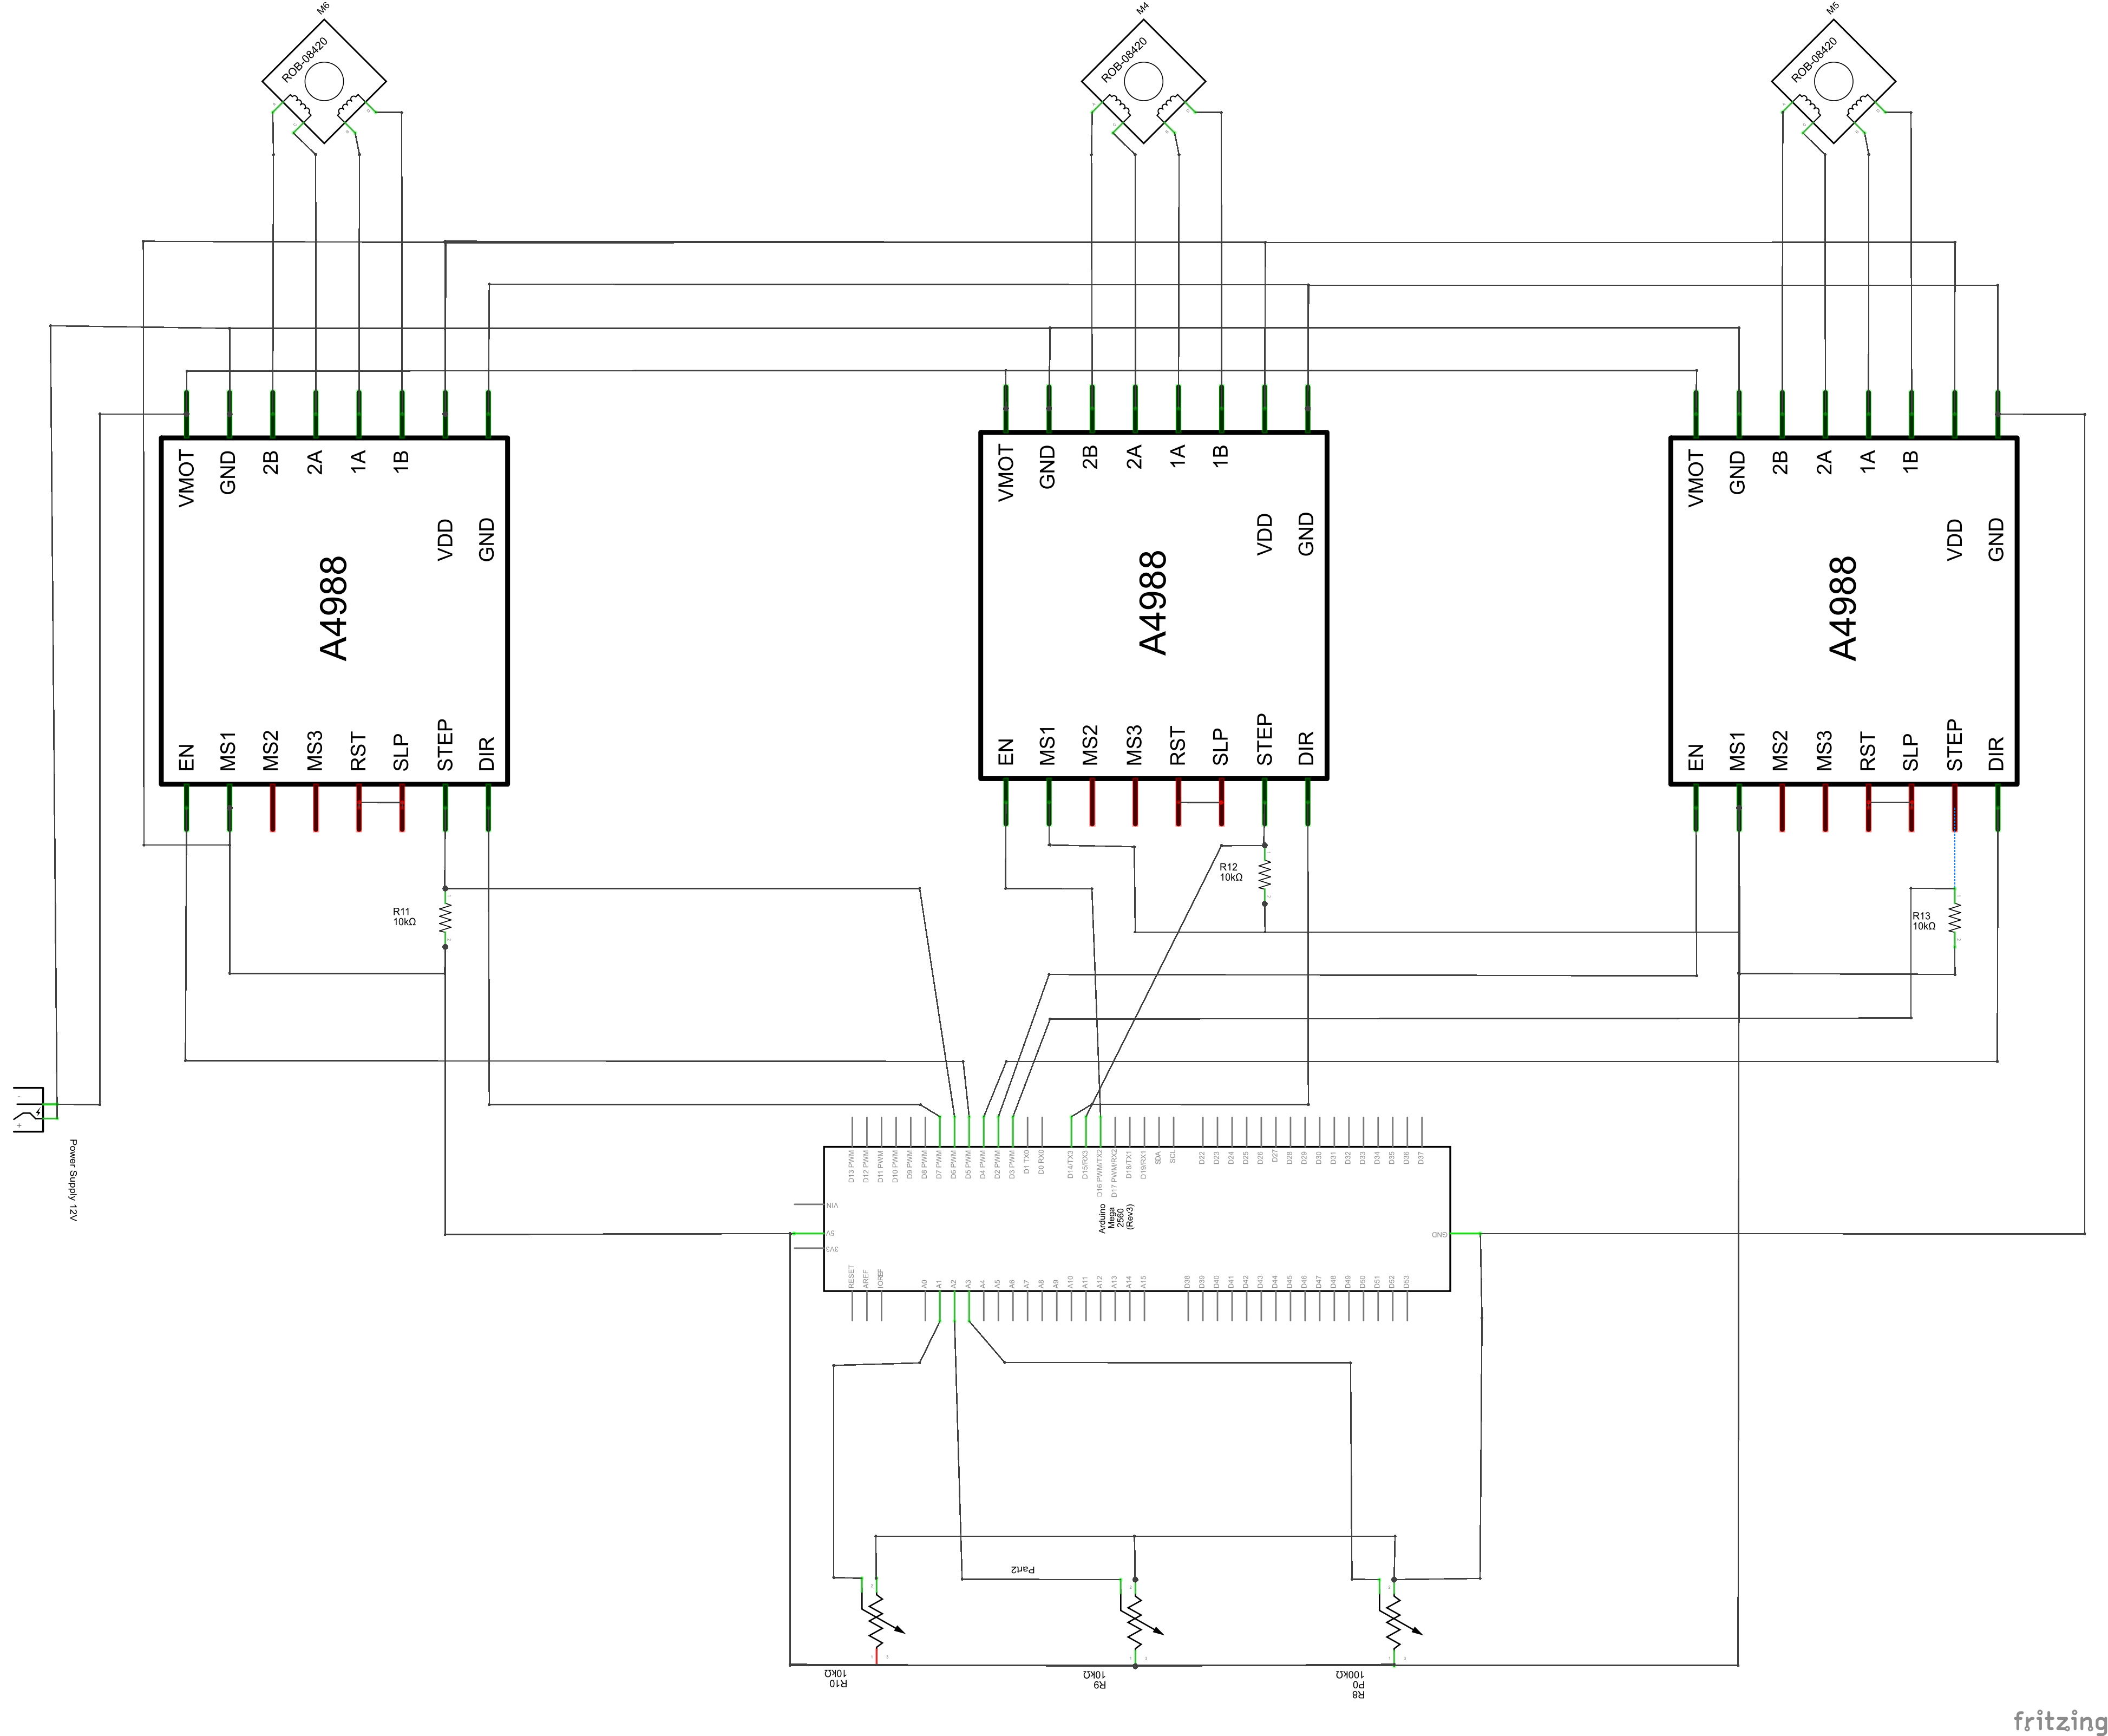 M6
M4
M5
ROB-08420
ROB-08420
ROB-08420
VMOT
GND
2B
2A
1A
1B
VDD
GND
A4988
EN
MS1
MS2
MS3
RST
SLP
STEP
DIR
VMOT
GND
2B
2A
1A
1B
VDD
GND
A4988
EN
MS1
MS2
MS3
RST
SLP
STEP
DIR
VMOT
GND
2B
2A
1A
1B
VDD
GND
A4988
EN
MS1
MS2
MS3
RST
SLP
STEP
DIR
R11
10kΩ
R12
10kΩ
R13
10kΩ
-
+
Power Supply 12V
D13 PWM
D12 PWM
D11 PWM
D10 PWM
D9 PWM
D8 PWM
D7 PWM
D6 PWM
D5 PWM
D4 PWM
D2 PWM
D3 PWM
D1 TX0
D0 RX0
D14/TX3
D15/RX3
D16 PWM/TX2
D17 PWM/RX2
D18/TX1
D19/RX1
SDA
SCL
D22
D23
D24
D25
D26
D27
D28
D29
D30
D31
D32
D33
D34
D35
D36
D37
Arduino
Mega
2560
(Rev3)
VIN
5V
3V3
GND
RESET
AREF
IOREF
A0
A1
A2
A3
A4
A5
A6
A7
A8
A9
A10
A11
A12
A13
A14
A15
D38
D39
D40
D41
D42
D43
D44
D45
D46
D47
D48
D49
D50
D51
D52
D53
Part2
R10
10kΩ
R9
10kΩ
R8
P0
100kΩ
fritzing